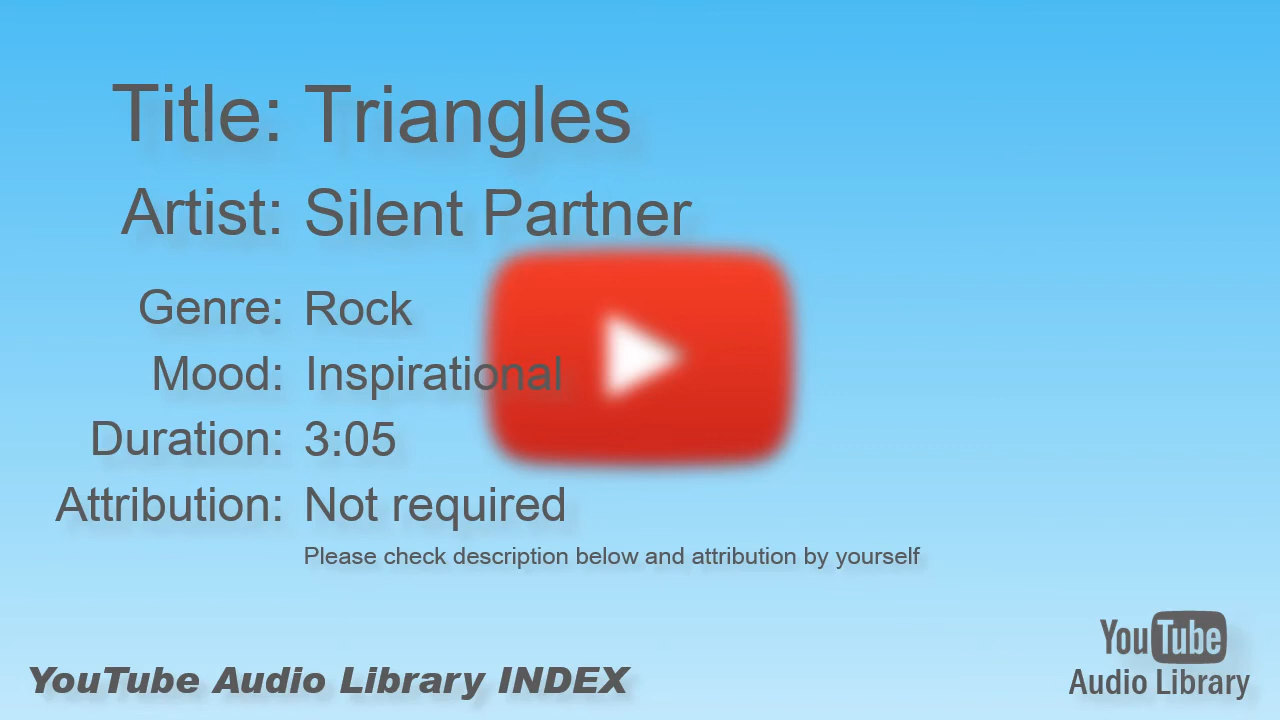 Title: Triangles
Artist: Silent Partner
Genre: Rock
Mood: Inspirational
Duration: 3:05
Attribution: Not required
Please check description below and attribution by yourself
YouTube Audio Library INDEX
YouTube
Audio Library